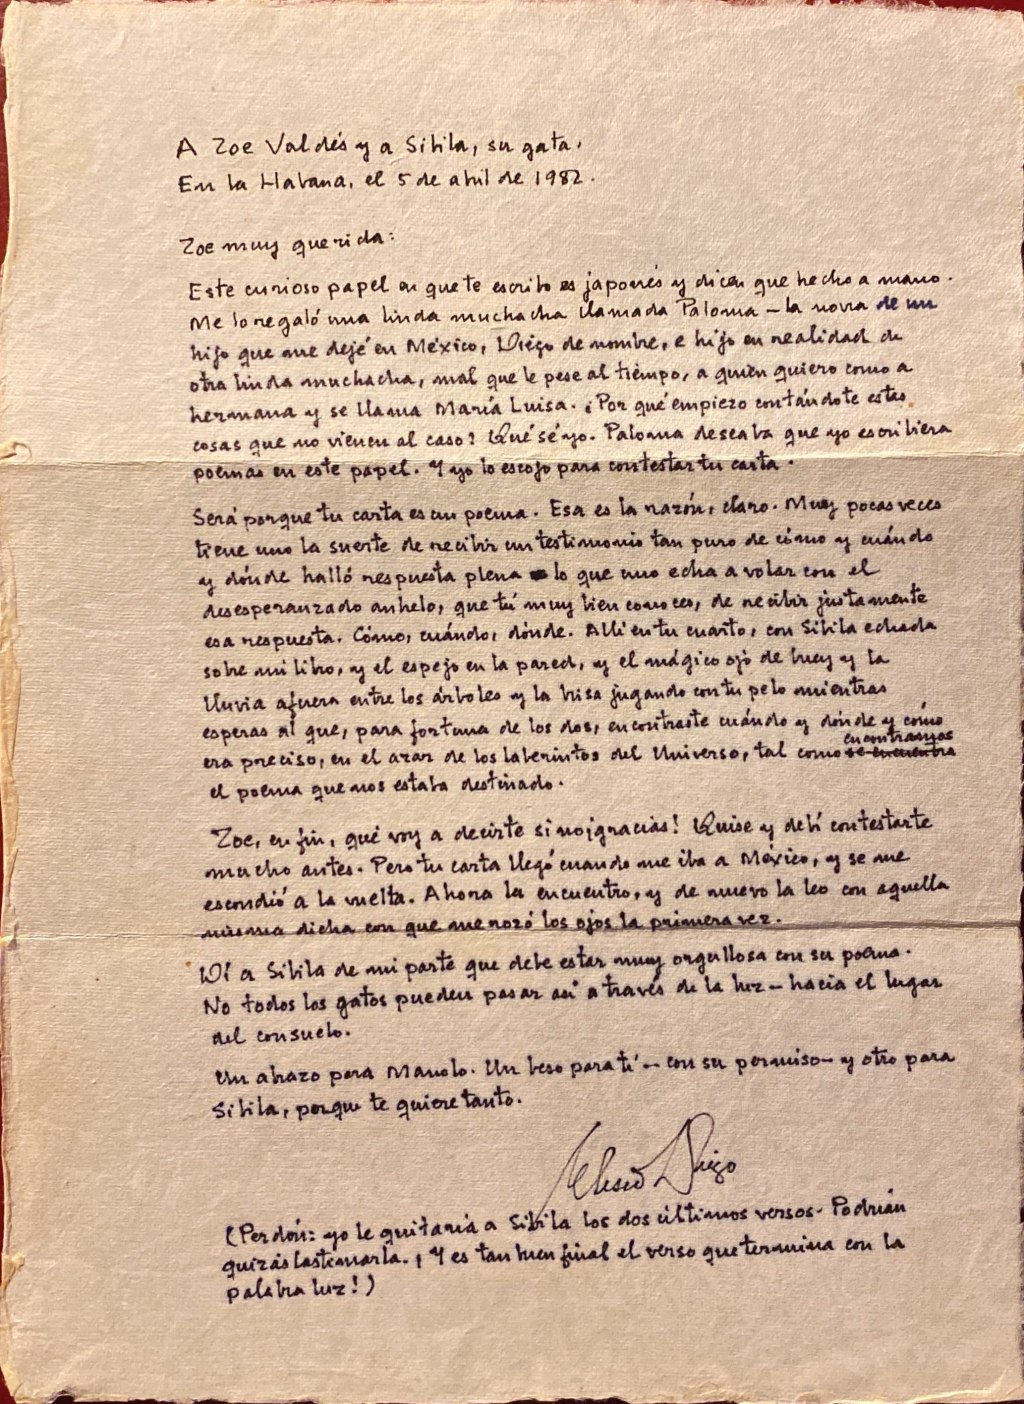 A Zoe Valdés y a Sibila, su gata.
En la Habana, el 5 de abril de 1982.
Zoe muy querida:
Este curioso papel en que te escribo es japonés y dicen que hecho a mano.
Me lo regaló una linda muchacha llamada Paloma – la novia de un
hijo que me dejé en México, Diego de nombre, e hijo en realidad de
otra linda muchacha, mal que le pese al tiempo, a quien quiero como a
hermana y se llama María Luisa. ¿Por qué empiezo contándote estas
cosas que no vienen al caso? Qué sé yo. Paloma deseaba que yo escribiera
poemas en este papel. Y yo lo escojo para contestar tu carta.
Será porque tu carta es un poema. Esa es la razón, claro. Muy pocas veces
tiene uno la suerte de recibir un testimonio tan puro de cómo y cuándo
y dónde halló respuesta plena lo que uno echa a volar con el
desesperanzado anhelo, que tú muy bien conoces, de recibir justamente
esa respuesta. Cómo, cuándo, dónde. Allí en tu cuarto, con Sibila echada
sobre mi libro, y el espejo en la pared, y el mágico ojo de buey y la
lluvia afuera entre los árboles y la brisa jugando con tu pelo mientras
esperas al que, para fortuna de los dos, encontraste cuándo y dónde y cómo
era preciso, en el azar de los laberintos del Universo, tal como se encuentra encontramos
el poema que nos estaba destinado.
Zoe, en fin, qué voy a decirte si no ¡gracias! Quise y debí contestarte
mucho antes. Pero tu carta llegó cuando me iba a México, y se me
escondió a la vuelta. Ahora la encuentro, y de nuevo la leo con aquella
misma dicha con que me rozó los ojos la primera vez.
Di a Sibila de mi parte que debe estar muy orgullosa con su poema.
No todos los gatos pueden pasar así a través de la luz – hacia el lugar
del consuelo.
Un abrazo para Manolo. Un beso para ti – con su permiso – y otro para
Sibila, porque te quiere tanto.
Eliseo Diego
(Perdón: yo le quitaría a Sibila los dos últimos versos. Podrían
quizás lastimarla. ¡Y es tan buen final el verso que termina con la
palabra luz!)